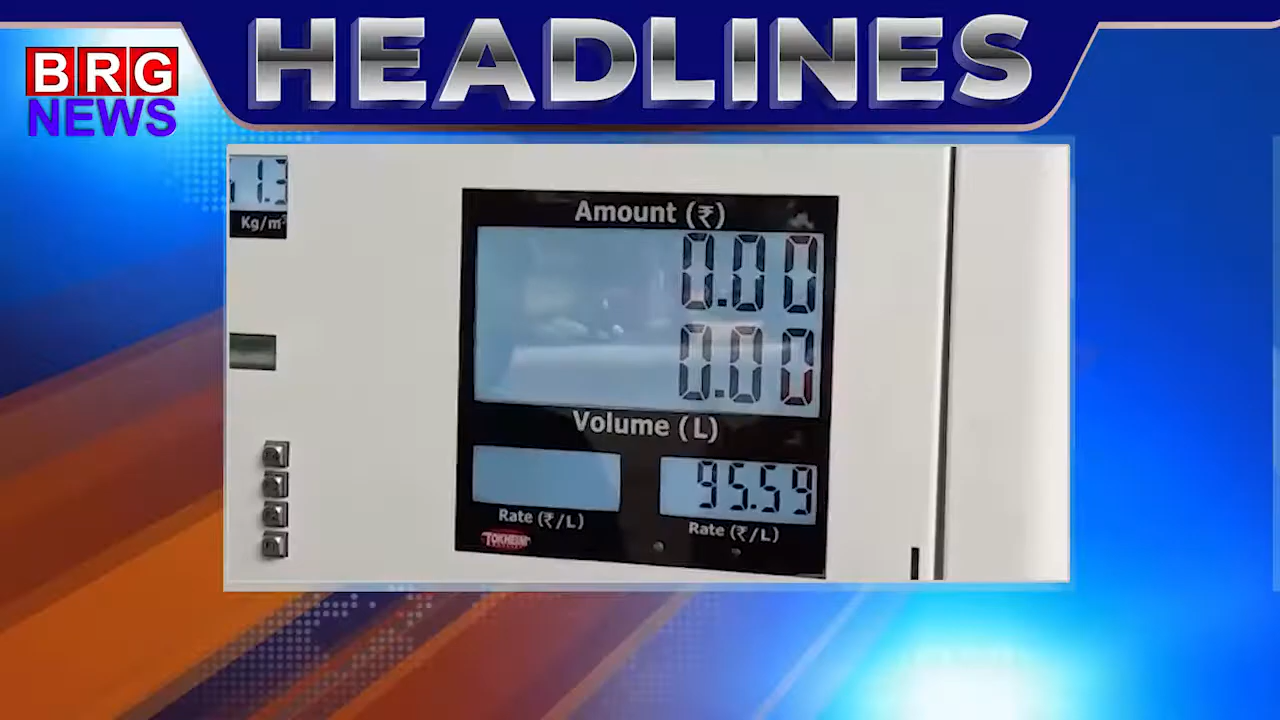 HEADLINES
BRG
NEWS
1.3
Kg/m³
Amount (₹)
0.00
0.00
Volume (L)
95.59
Rate (₹/L)
Rate (₹/L)
TOKHEIM